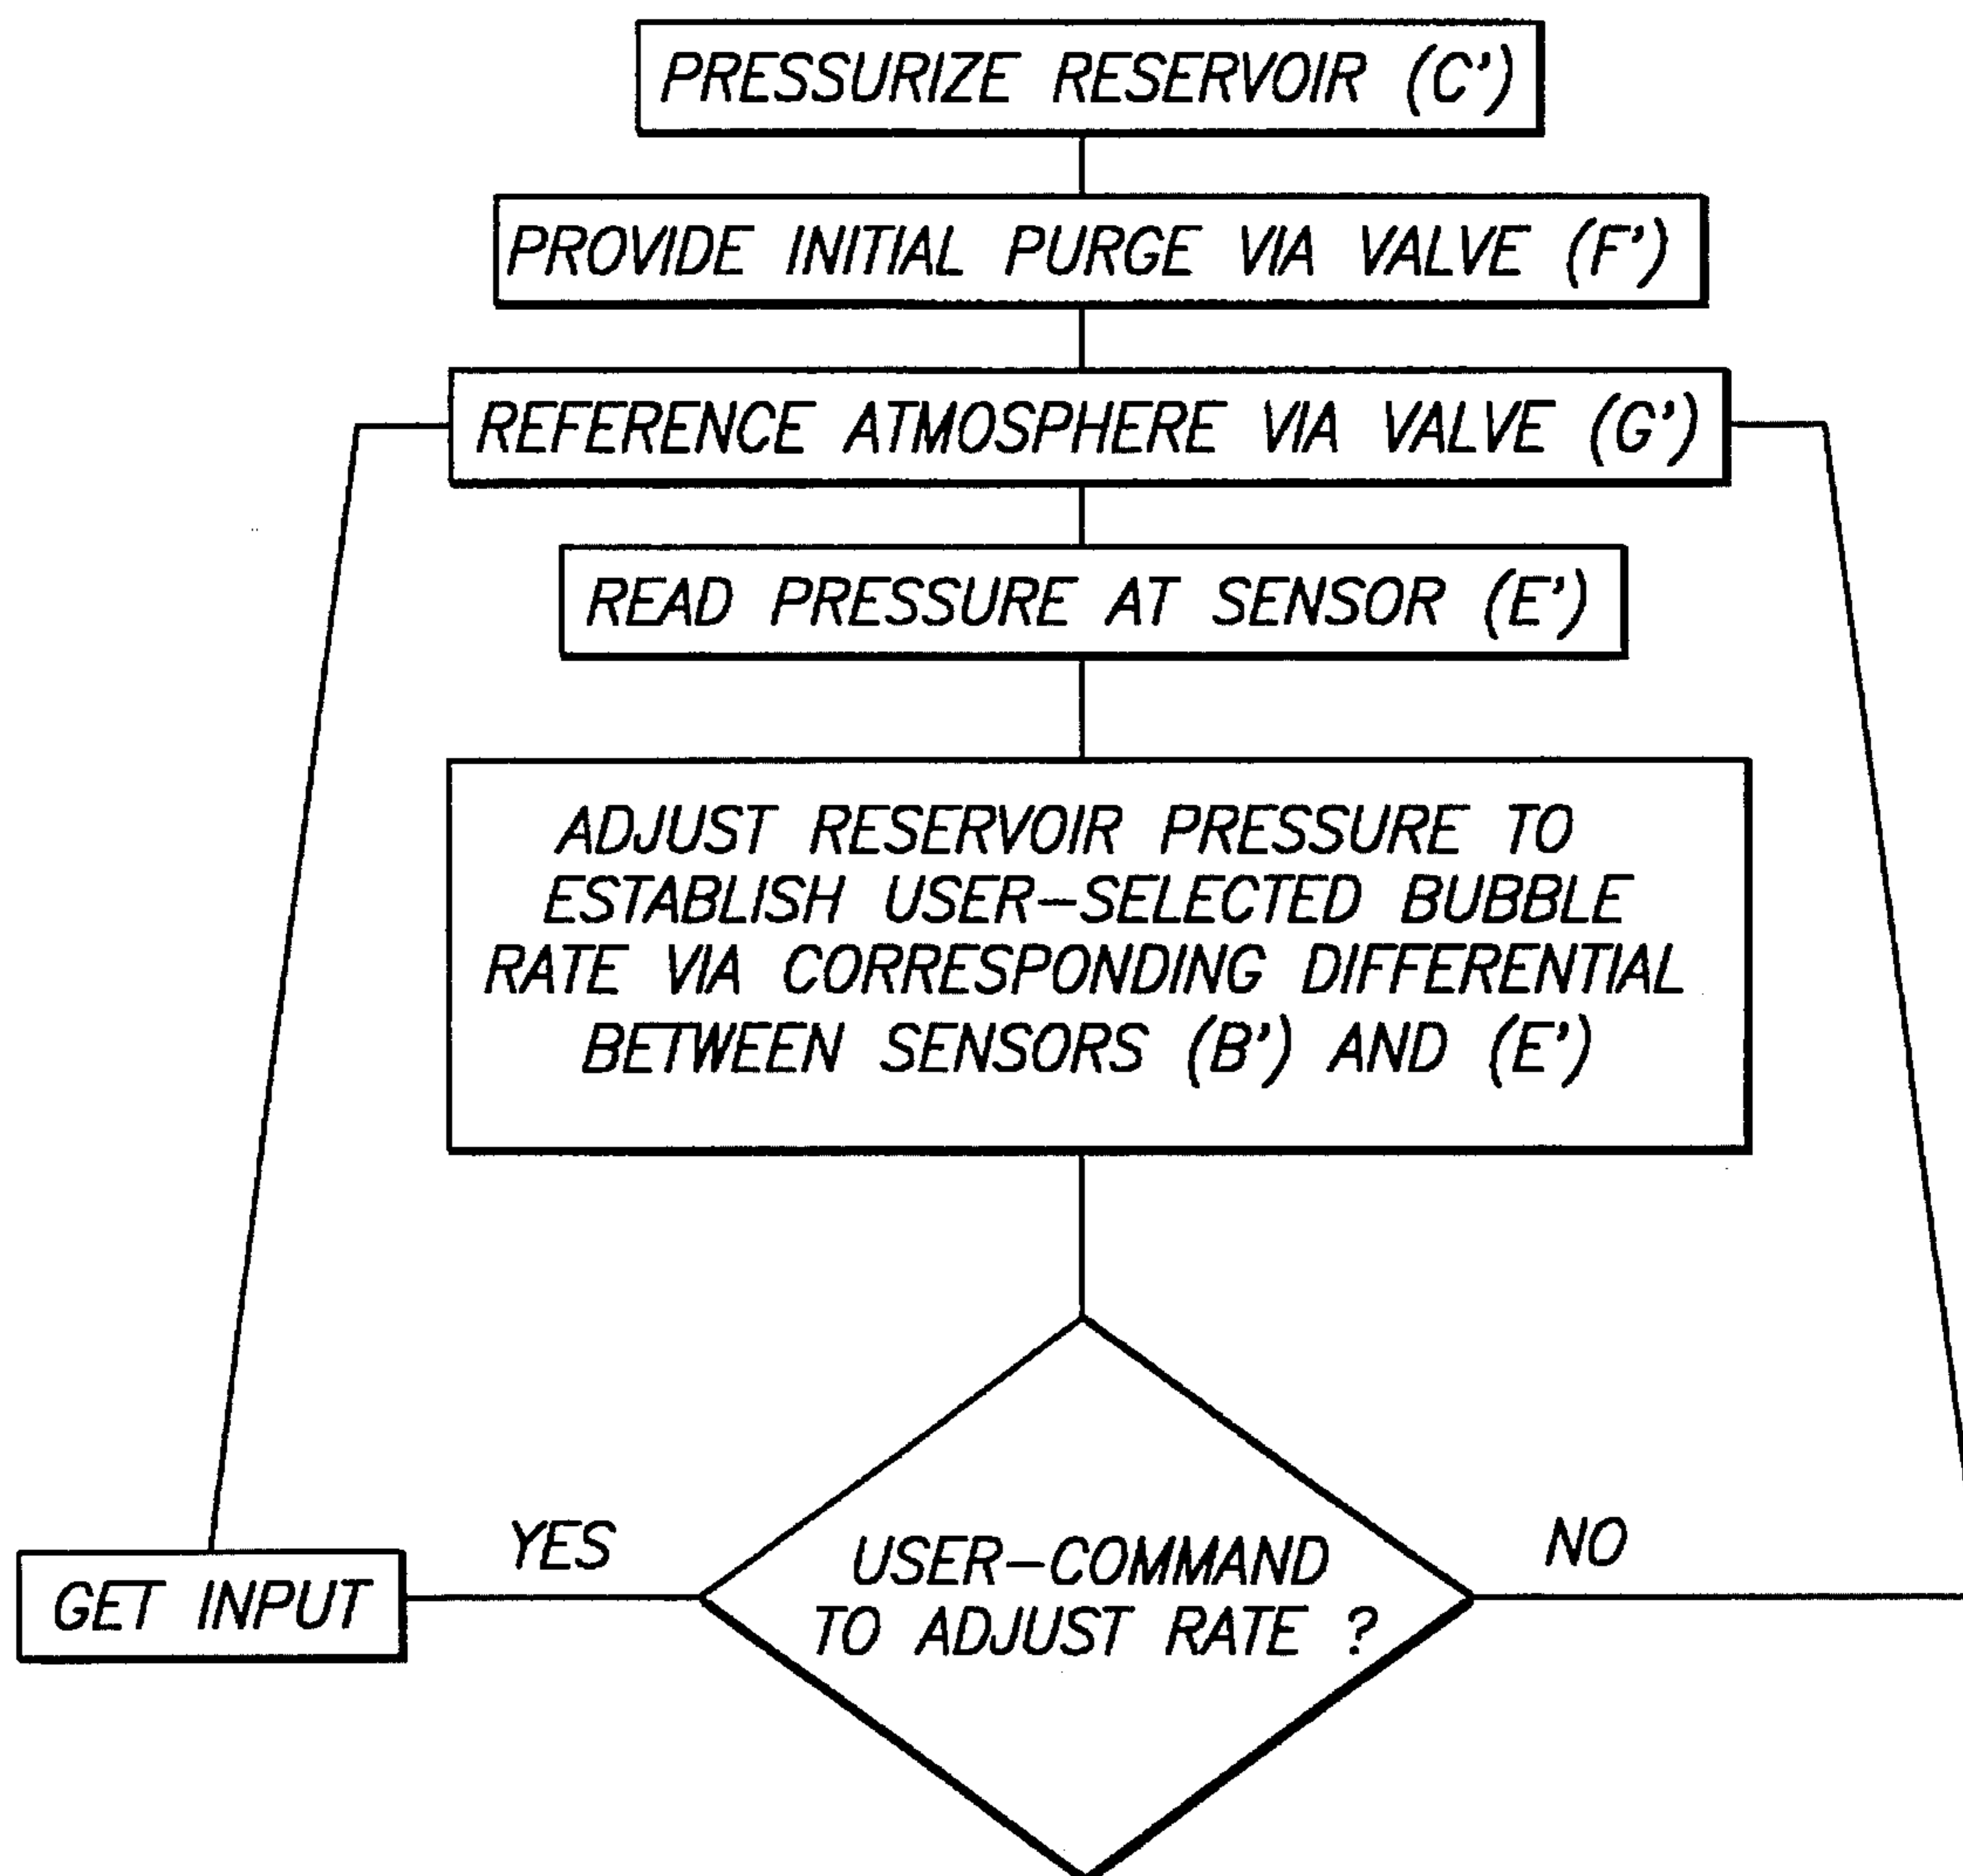 PRESSURIZE RESERVOIR (C')
PROVIDE INITIAL PURGE VIA VALVE (F')
REFERENCE ATMOSPHERE VIA VALVE (G')
READ PRESSURE AT SENSOR (E')
ADJUST RESERVOIR PRESSURE TO
ESTABLISH USER-SELECTED BUBBLE
RATE VIA CORRESPONDING DIFFERENTIAL
BETWEEN SENSORS (B') AND (E')
YES
NO
GET INPUT
USER-COMMAND
TO ADJUST RATE ?